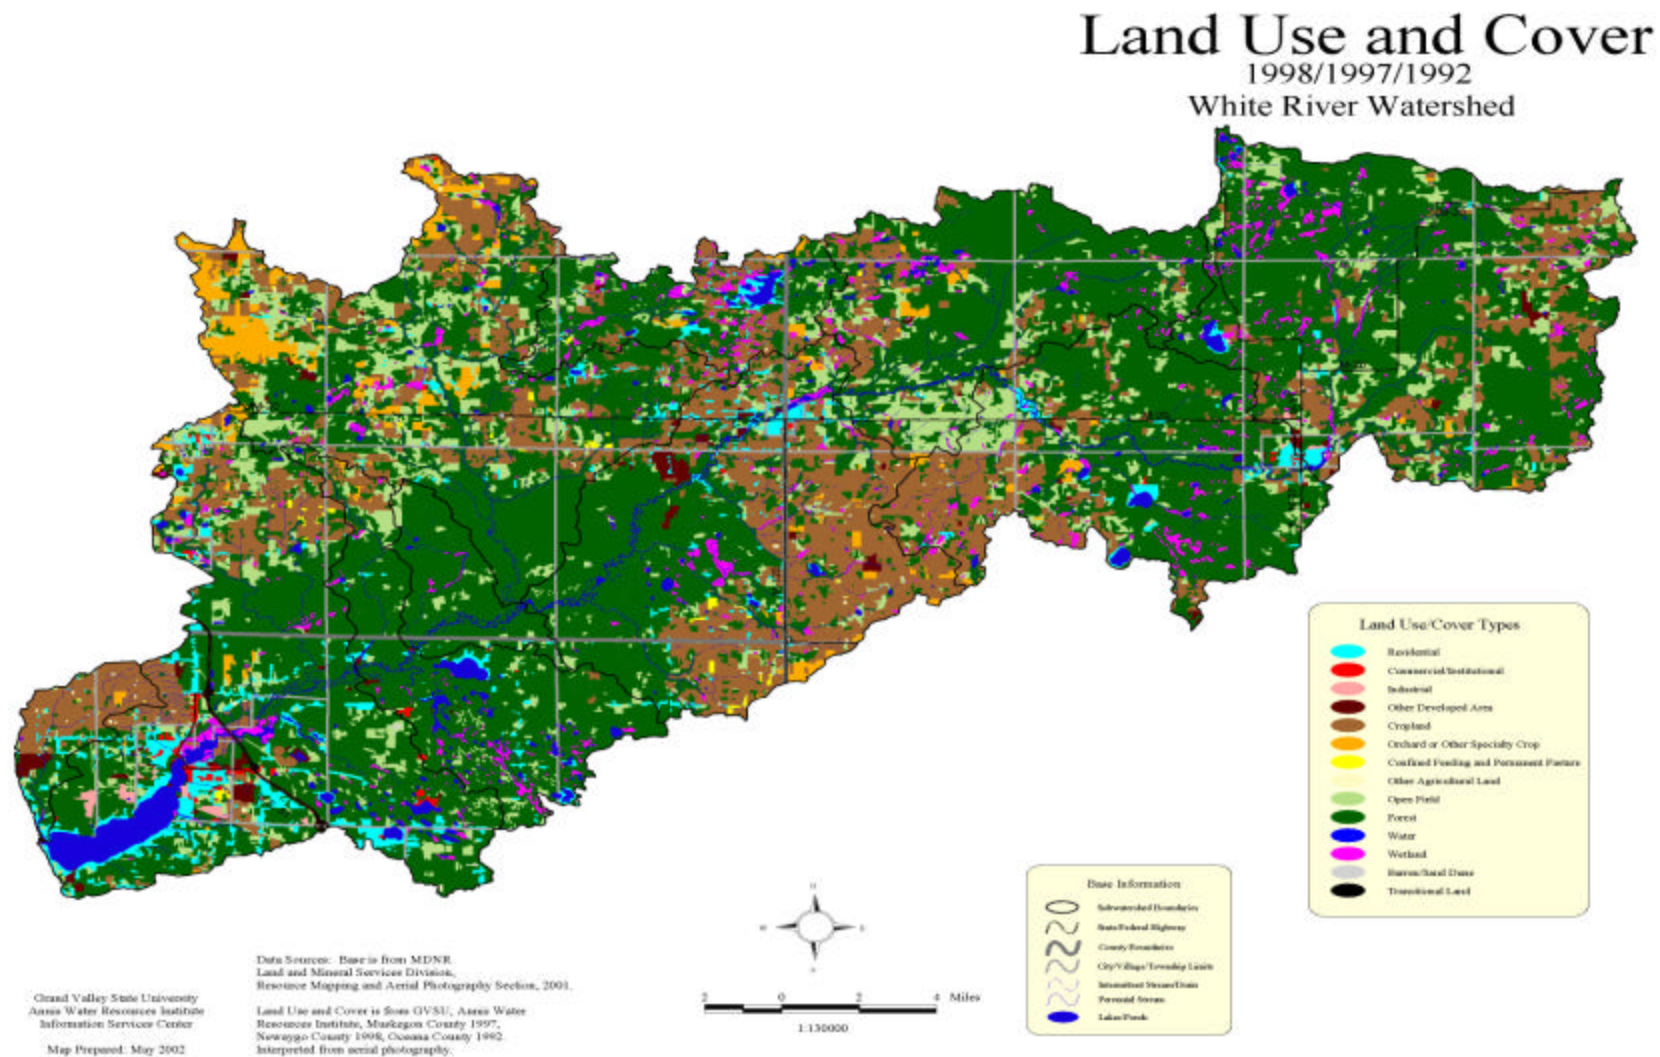 Land Use and Cover
1998/1997/1992
White River Watershed
Land Use/Cover Types
Residential
Commercial/Institutional
Industrial
Other Developed Area
Cropland
Orchard or Other Specialty Crop
Confined Feeding and Permanent Pasture
Other Agricultural Land
Open Field
Forest
Water
Wetland
Barren/Sand Dune
Transitional Land
Base Information
Subwatershed Boundaries
State/Federal Highway
County Boundaries
City/Village/Township Limits
Intermittent Stream/Drain
Perennial Stream
Lakes/Ponds
N
W
E
S
2 0 2 4 Miles
1:130000
Data Sources: Base is from MDNR
Land and Mineral Services Division,
Resource Mapping and Aerial Photography Section, 2001.
Land Use and Cover is from GVSU, Annis Water
Resources Institute, Muskegon County 1997,
Newaygo County 1998, Oceana County 1992.
Interpreted from aerial photography.
Grand Valley State University
Annis Water Resources Institute
Information Services Center
Map Prepared: May 2002